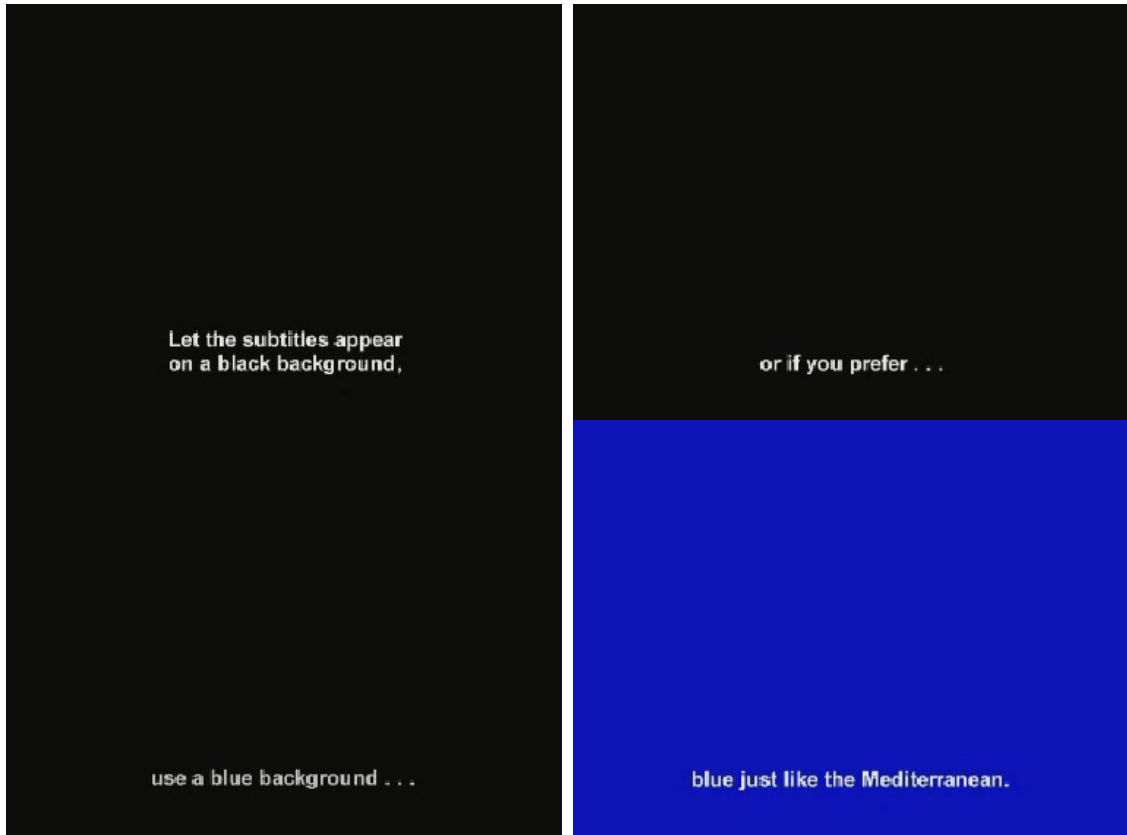 Let the subtitles appear
on a black background,
or if you prefer . . .
use a blue background . . .
blue just like the Mediterranean.